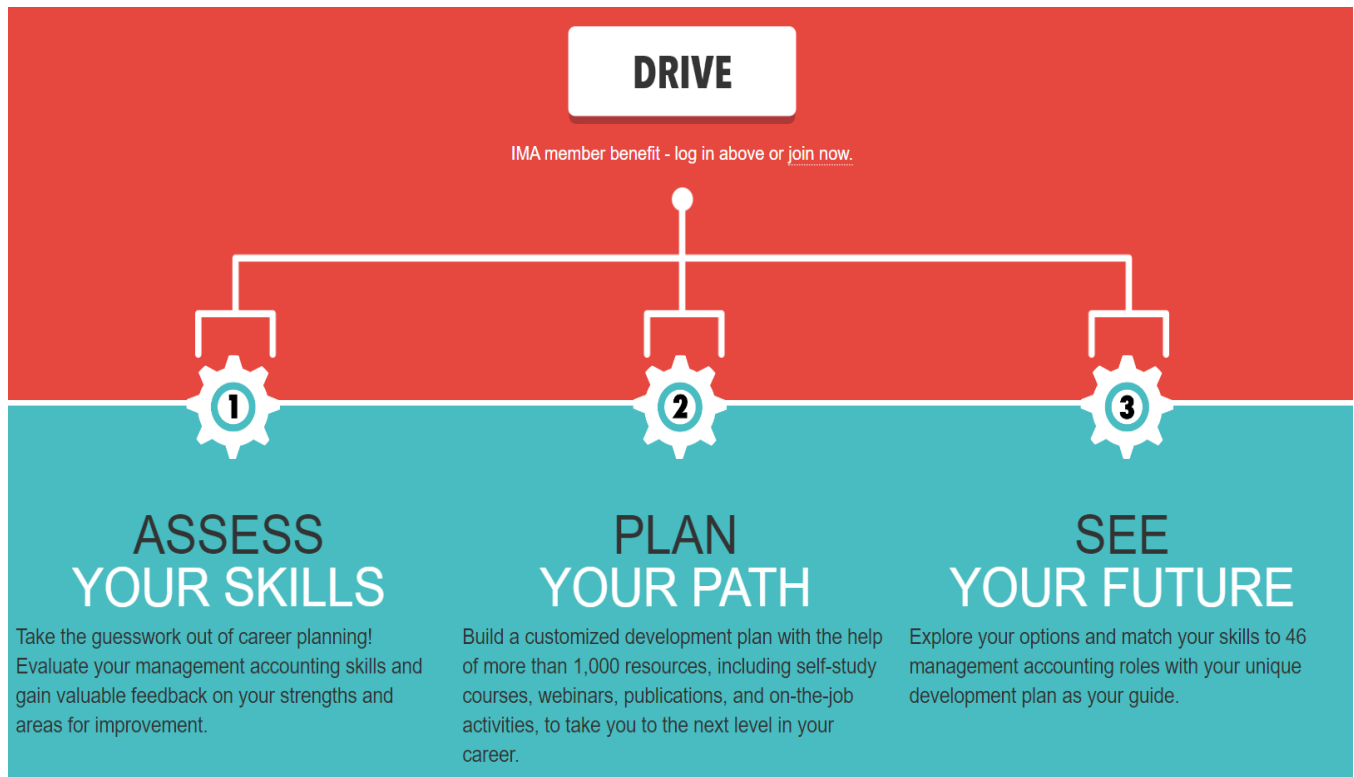 DRIVE
IMA member benefit - log in above or join now.
1
2
3
ASSESS
YOUR SKILLS
Take the guesswork out of career planning!
Evaluate your management accounting skills and
gain valuable feedback on your strengths and
areas for improvement.
PLAN
YOUR PATH
Build a customized development plan with the help
of more than 1,000 resources, including self-study
courses, webinars, publications, and on-the-job
activities, to take you to the next level in your
career.
SEE
YOUR FUTURE
Explore your options and match your skills to 46
management accounting roles with your unique
development plan as your guide.